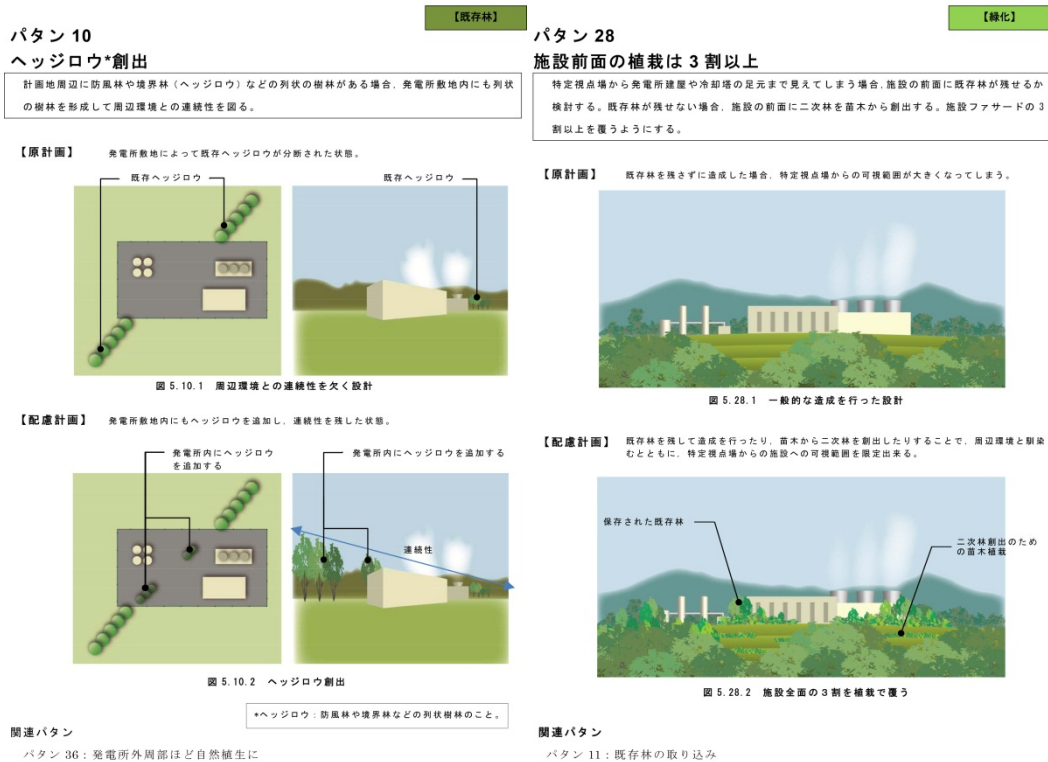 【既存林】
パタン 10
ヘッジロウ*創出
計画地周辺に防風林や境界林（ヘッジロウ）などの列状の樹林がある場合，発電所敷地内にも列状
の樹林を形成して周辺環境との連続性を図る。
【原計画】 発電所敷地によって既存ヘッジロウが分断された状態。
既存ヘッジロウ
既存ヘッジロウ
図 5.10.1 周辺環境との連続性を欠く設計
【配慮計画】 発電所敷地内にもヘッジロウを追加し，連続性を残した状態。
発電所内にヘッジロウ
を追加する
発電所内にヘッジロウを追加する
連続性
図 5.10.2 ヘッジロウ創出
*ヘッジロウ：防風林や境界林などの列状樹林のこと。
関連パタン
パタン 36：発電所外周部ほど自然植生に
【緑化】
パタン 28
施設前面の植栽は 3 割以上
特定視点場から発電所建屋や冷却塔の足元まで見えてしまう場合，施設の前面に既存林が残せるか
検討する。既存林が残せない場合，施設の前面に二次林を苗木から創出する。施設ファサードの 3
割以上を覆うようにする。
【原計画】 既存林を残さずに造成した場合，特定視点場からの可視範囲が大きくなってしまう。
図 5.28.1 一般的な造成を行った設計
【配慮計画】 既存林を残して造成を行ったり，苗木から二次林を創出したりすることで，周辺環境と馴染
むとともに，特定視点場からの施設への可視範囲を限定出来る。
保存された既存林
二次林創出のため
の苗木植栽
図 5.28.2 施設全面の３割を植栽で覆う
関連パタン
パタン 11：既存林の取り込み